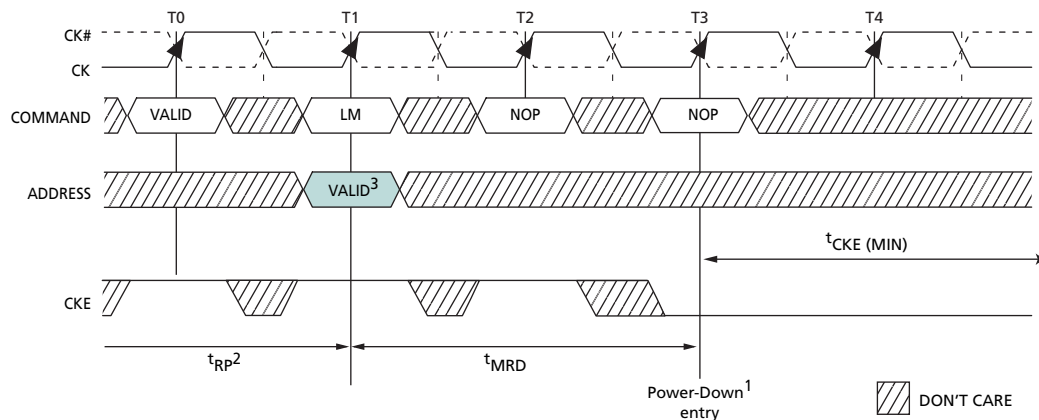 T0 T1 T2 T3 T4
CK#
CK
COMMAND VALID LM NOP NOP
ADDRESS VALID3
tCKE (MIN)
CKE
tRP2 tMRD
Power-Down1
entry
DON'T CARE